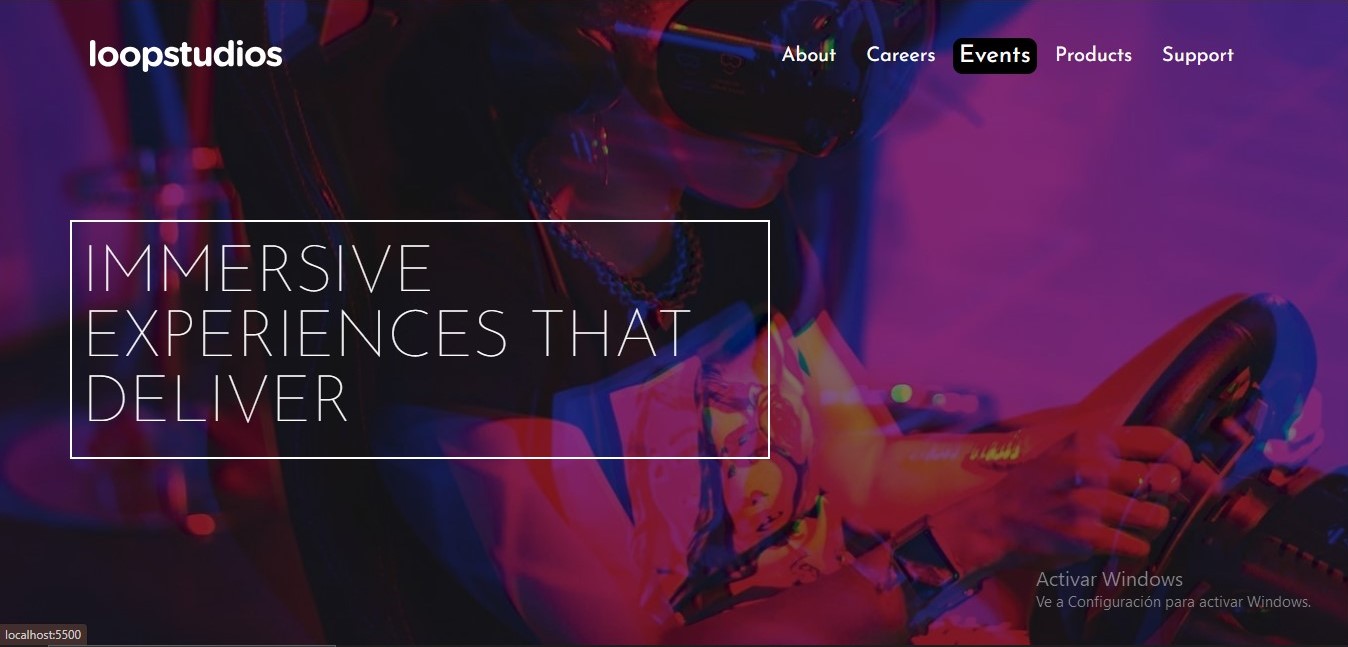 loopstudios
About Careers Events Products Support
IMMERSIVE
EXPERIENCES THAT
DELIVER
Activar Windows
Ve a Configuración para activar Windows.
localhost:5500